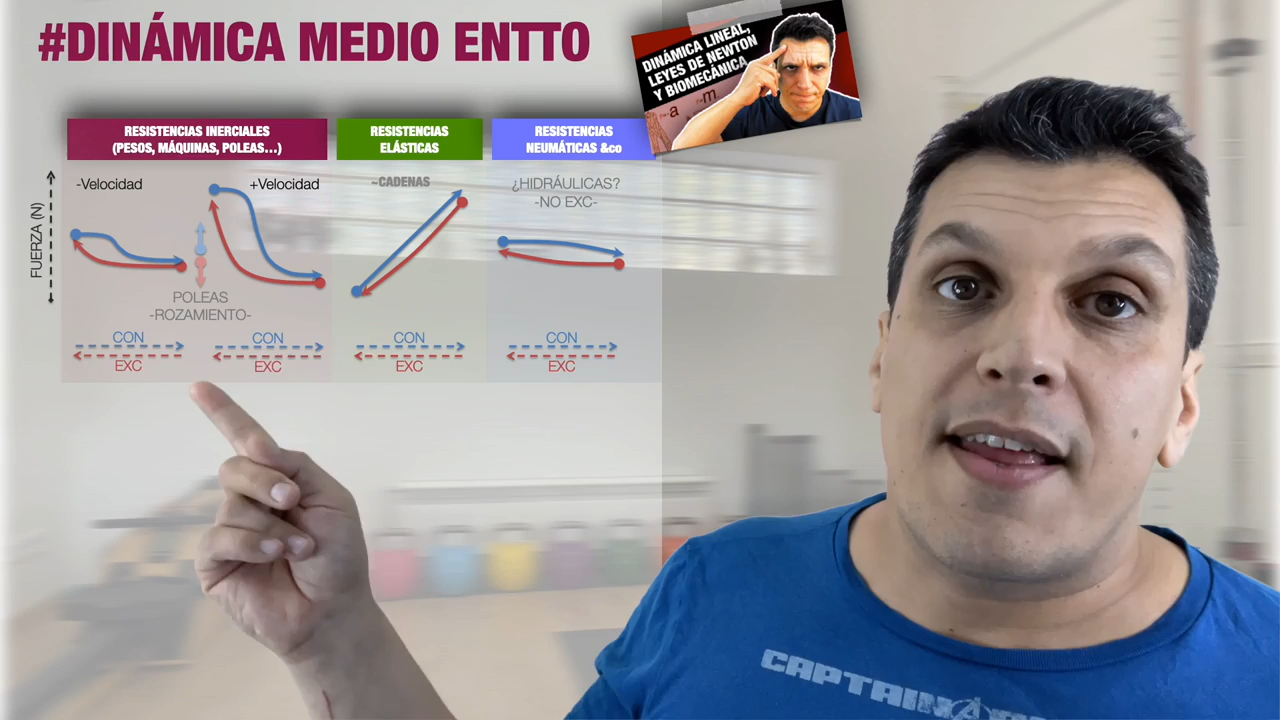 #DINÁMICA MEDIO ENTTO
DINÁMICA LINEAL,
LEYES DE NEWTON
Y BIOMECÁNICA
a
m
RESISTENCIAS INERCIALES
(PESOS, MÁQUINAS, POLEAS...)
RESISTENCIAS
ELÁSTICAS
RESISTENCIAS
NEUMÁTICAS &co
-Velocidad
+Velocidad
~CADENAS
¿HIDRÁULICAS?
-NO EXC-
FUERZA (N)
POLEAS
-ROZAMIENTO-
CON
EXC
CON
EXC
CON
EXC
CON
EXC
CAPTAIN